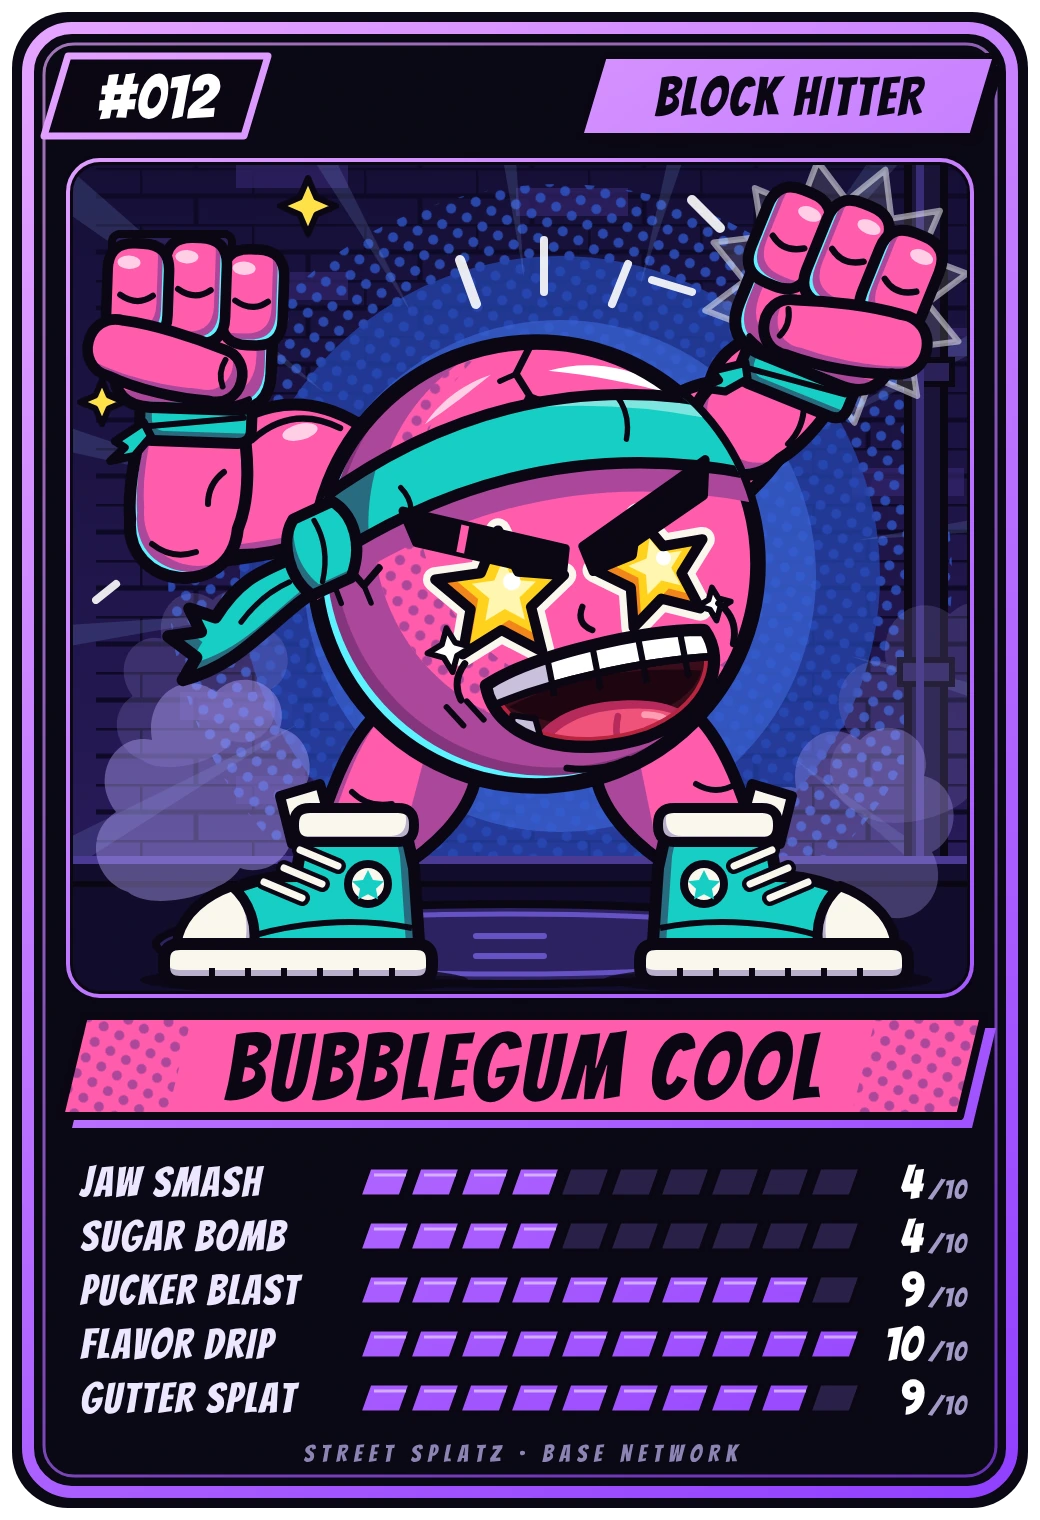 #012
BLOCK HITTER
BUBBLEGUM COOL
JAW SMASH 4/10
SUGAR BOMB 4/10
PUCKER BLAST 9/10
FLAVOR DRIP 10/10
GUTTER SPLAT 9/10
STREET SPLATZ · BASE NETWORK